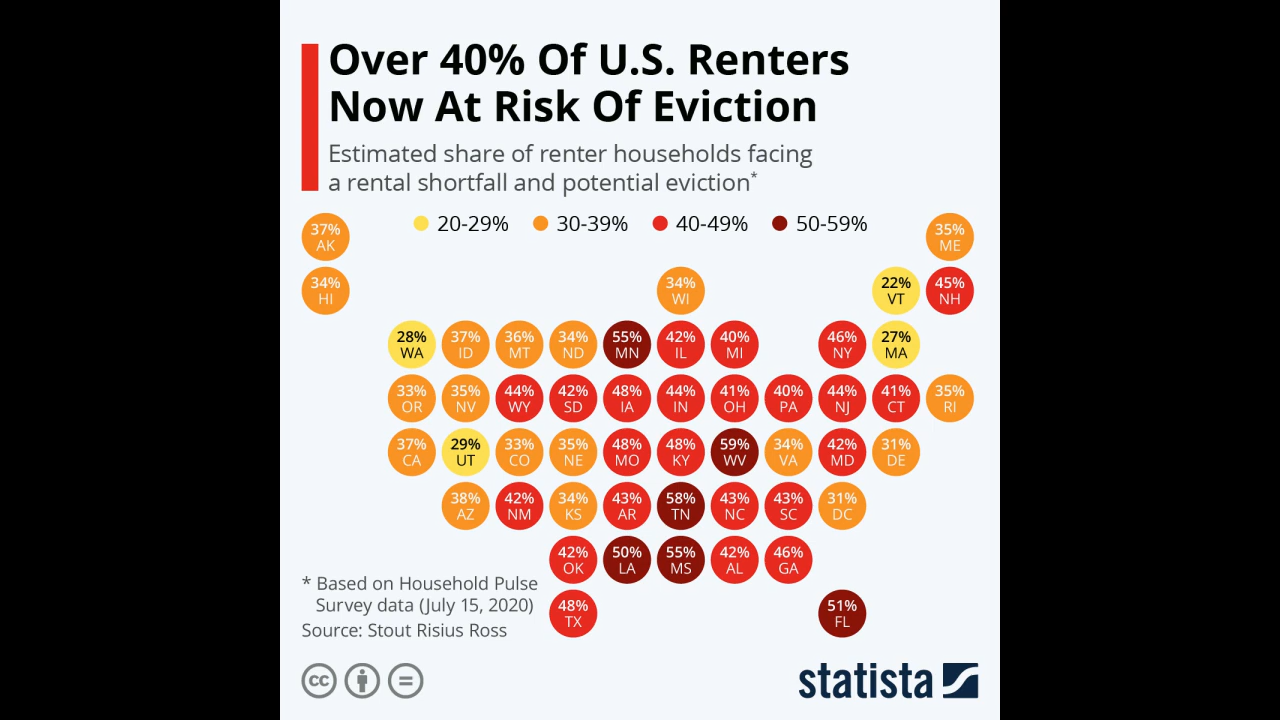 Over 40% Of U.S. Renters
Now At Risk Of Eviction
Estimated share of renter households facing
a rental shortfall and potential eviction*
20-29% 30-39% 40-49% 50-59%
37% AK
35% ME
34% HI
34% WI
22% VT
45% NH
28% WA
37% ID
36% MT
34% ND
55% MN
42% IL
40% MI
46% NY
27% MA
33% OR
35% NV
44% WY
42% SD
48% IA
44% IN
41% OH
40% PA
44% NJ
41% CT
35% RI
37% CA
29% UT
33% CO
35% NE
48% MO
48% KY
59% WV
34% VA
42% MD
31% DE
38% AZ
42% NM
34% KS
43% AR
58% TN
43% NC
43% SC
31% DC
42% OK
50% LA
55% MS
42% AL
46% GA
48% TX
51% FL
* Based on Household Pulse
Survey data (July 15, 2020)
Source: Stout Risius Ross
cc
statista